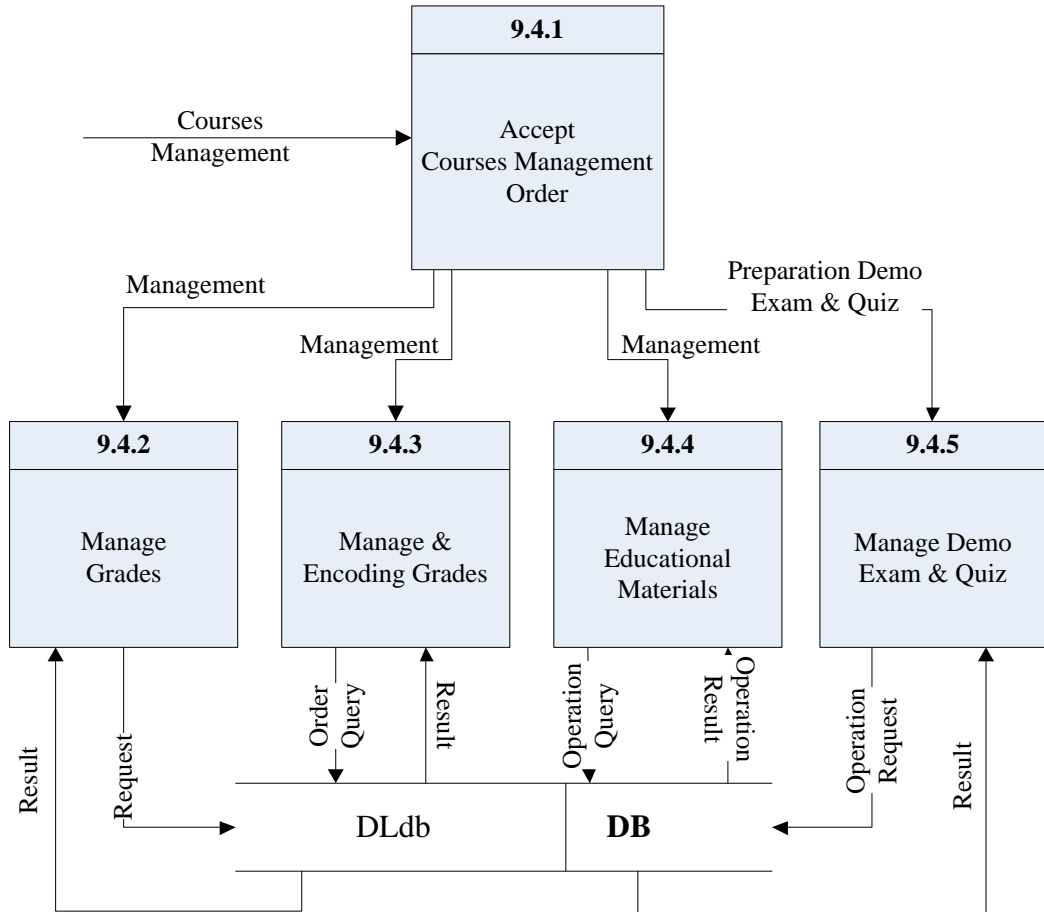 9.4.1
Accept
Courses Management
Order
Courses
Management
Management
Management
Management
Preparation Demo
Exam & Quiz
9.4.2
Manage
Grades
9.4.3
Manage &
Encoding Grades
9.4.4
Manage
Educational
Materials
9.4.5
Manage Demo
Exam & Quiz
Result
Request
Order
Query
Result
Operation
Query
Operation
Result
Operation
Request
Result
DLdb
DB